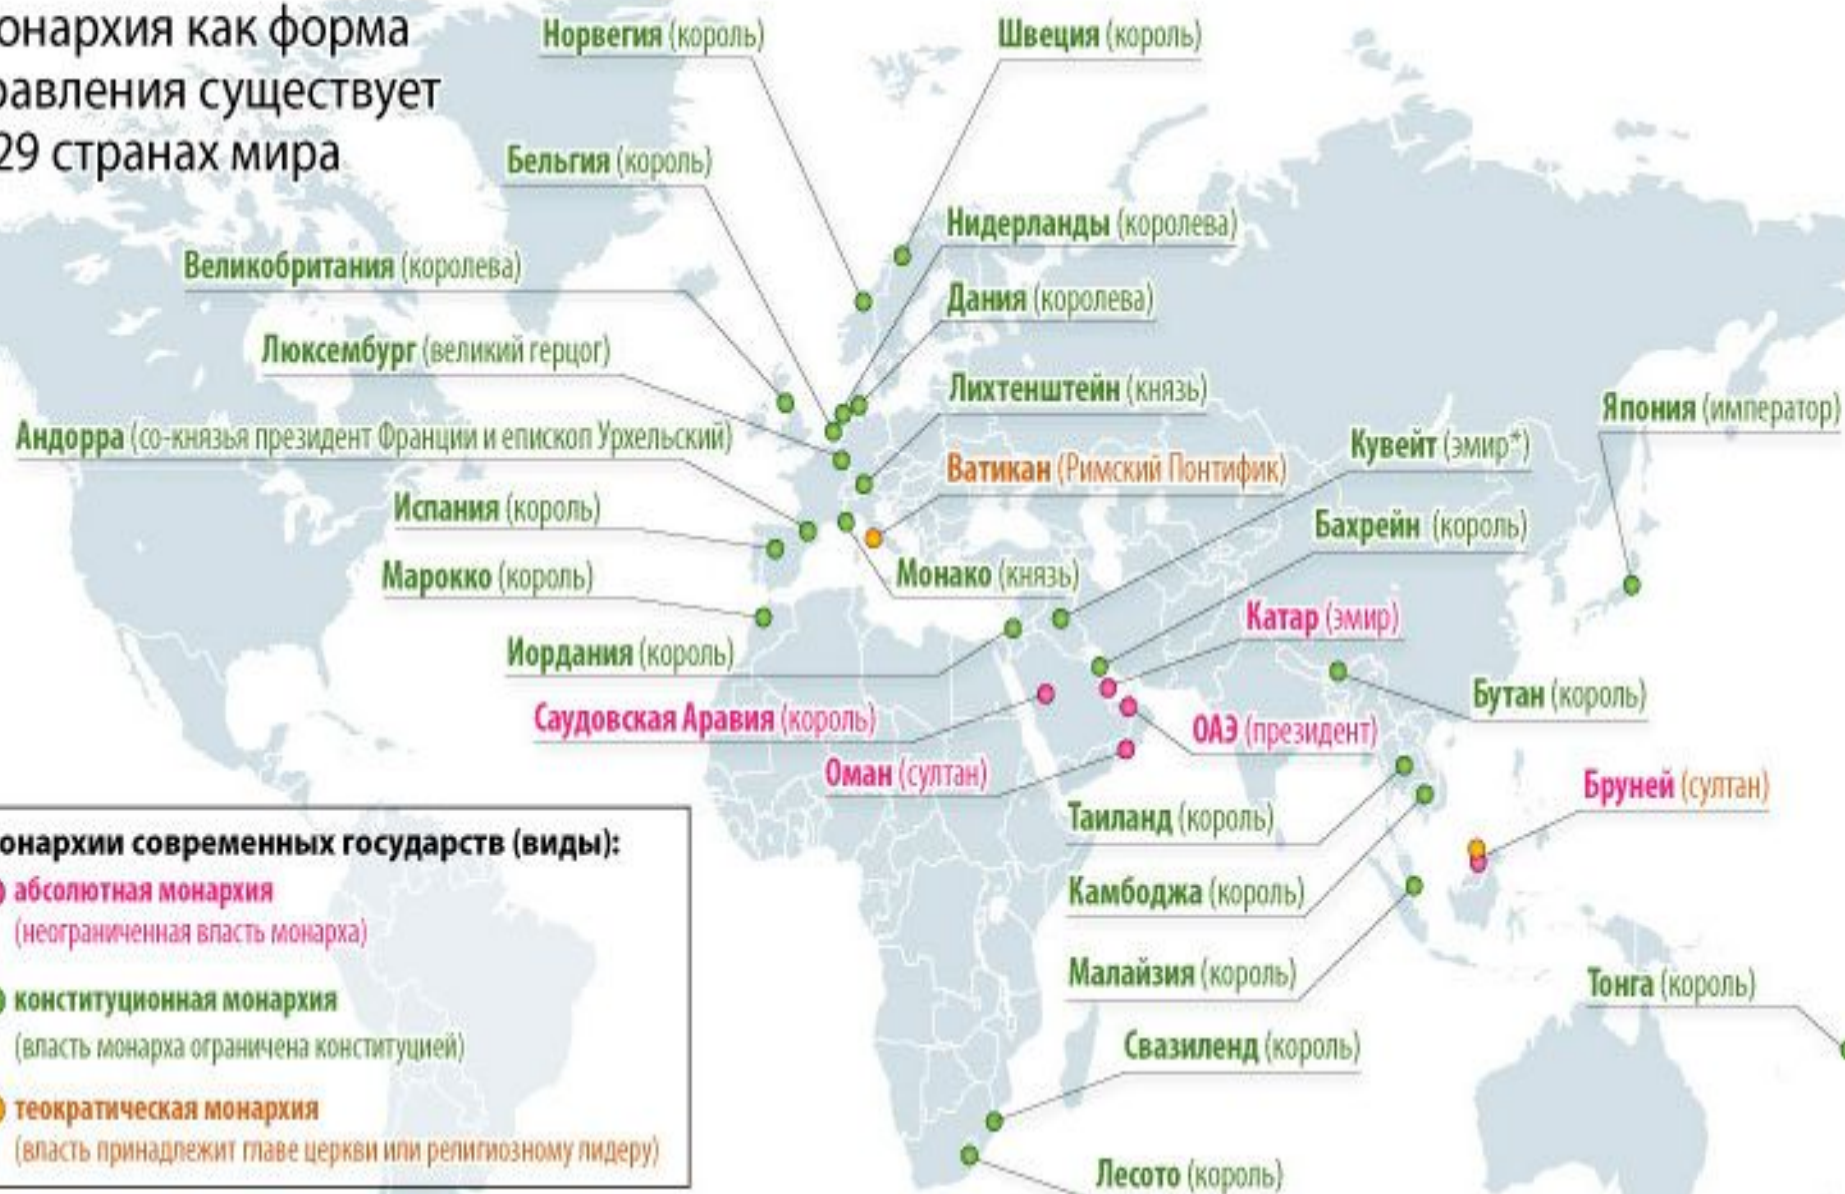 онархия как форма
равления существует
29 странах мира
Норвегия (король)
Швеция (король)
Бельгия (король)
Нидерланды (королева)
Великобритания (королева)
Дания (королева)
Люксембург (великий герцог)
Лихтенштейн (князь)
Япония (император)
Андорра (со-князья президент Франции и епископ Урхельский)
Кувейт (эмир*)
Ватикан (Римский Понтифик)
Испания (король)
Бахрейн (король)
Марокко (король)
Монако (князь)
Катар (эмир)
Иордания (король)
Бутан (король)
Саудовская Аравия (король)
ОАЭ (президент)
Оман (султан)
Бруней (султан)
Таиланд (король)
Камбоджа (король)
Малайзия (король)
Тонга (король)
Свазиленд (король)
Лесото (король)
онархии современных государств (виды):
абсолютная монархия
(неограниченная власть монарха)
конституционная монархия
(власть монарха ограничена конституцией)
теократическая монархия
(власть принадлежит главе церкви или религиозному лидеру)